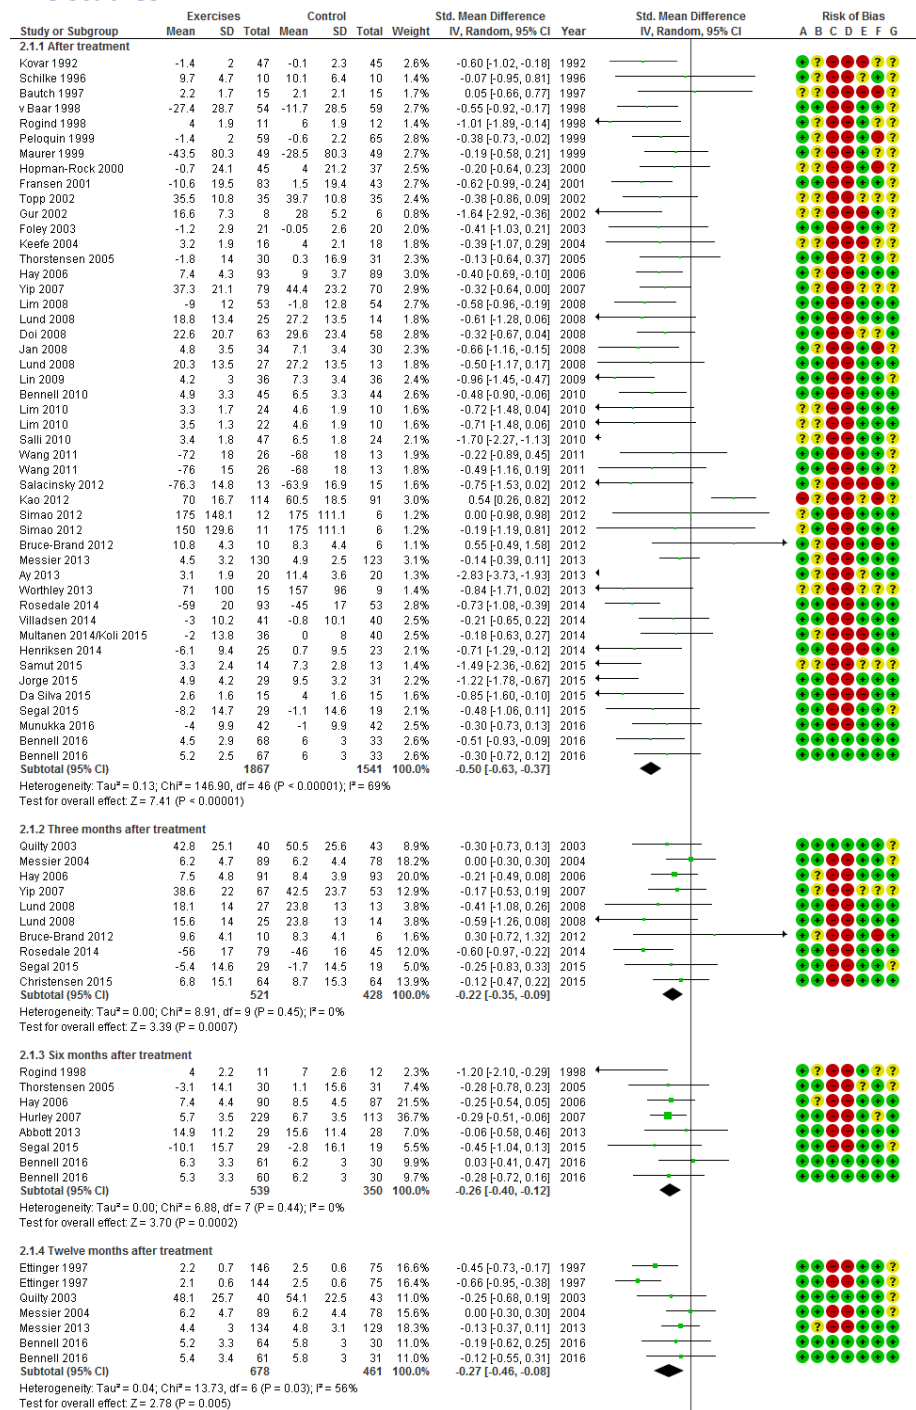 Exercises Control Std. Mean Difference Std. Mean Difference Risk of Bias
Study or Subgroup Mean SD Total Mean SD Total Weight IV, Random, 95% CI Year IV, Random, 95% CI A B C D E F G
2.1.1 After treatment
Kovar 1992 -1.4 2 47 -0.1 2.3 45 2.6% -0.60 [-1.02, -0.18] 1992
Schilke 1996 9.7 4.7 10 10.1 6.4 10 1.5% -0.07 [-0.95, 0.81] 1996
Bautch 1997 2.2 1.7 15 2.1 2.1 15 1.8% 0.05 [-0.66, 0.77] 1997
v Baar 1998 -27.4 28.7 54 -11.7 28.5 59 2.7% -0.55 [-0.92, -0.17] 1998
Rogind 1998 4 1.9 11 6 1.9 12 1.4% -1.01 [-1.89, -0.14] 1998
Peloquin 1999 -1.4 2 59 -0.6 2.2 65 2.8% -0.38 [-0.73, -0.02] 1999
Maurer 1999 -43.5 80.3 49 -28.5 80.3 49 2.7% -0.19 [-0.58, 0.21] 1999
Hopman-Rock 2000 -0.7 24.1 45 4 21.2 37 2.5% -0.20 [-0.64, 0.23] 2000
Fransen 2001 -10.6 19.5 83 1.5 19.4 43 2.7% -0.62 [-0.99, -0.24] 2001
Topp 2002 35.5 10.8 35 39.7 10.8 35 2.4% -0.38 [-0.86, 0.09] 2002
Gur 2002 16.6 7.3 8 28 5.2 6 0.8% -1.64 [-2.92, -0.36] 2002
Foley 2003 -1.2 2.9 21 -0.05 2.6 20 2.0% -0.41 [-1.03, 0.21] 2003
Keefe 2004 3.2 1.9 16 4 2.1 18 1.8% -0.39 [-1.07, 0.29] 2004
Thorstensen 2005 -1.8 14 30 0.3 16.9 31 2.3% -0.13 [-0.64, 0.37] 2005
Hay 2006 7.4 4.3 93 9 3.7 89 2.9% -0.40 [-0.69, -0.10] 2006
Yip 2007 37.3 21.1 79 44.4 23.2 70 2.9% -0.32 [-0.64, 0.00] 2007
Lim 2008 -9 12 53 -1.8 12.8 54 2.7% -0.58 [-0.96, -0.19] 2008
Lund 2008 18.8 13.4 25 27.2 13.5 14 1.9% -0.61 [-1.28, 0.06] 2008
Doi 2008 22.6 20.7 63 29.6 23.4 58 2.8% -0.32 [-0.67, 0.04] 2008
Jan 2008 4.8 3.5 34 7.1 3.4 30 2.3% -0.66 [-1.16, -0.15] 2008
Lund 2008 20.3 13.5 27 27.2 13.5 13 1.9% -0.50 [-1.17, 0.17] 2008
Lin 2009 4.2 3 36 7.3 3.4 36 2.4% -0.96 [-1.45, -0.47] 2009
Bennell 2010 4.9 3.3 45 6.5 3.3 44 2.6% -0.48 [-0.90, -0.06] 2010
Lim 2010 3.3 1.7 24 4.6 1.9 10 1.7% -0.72 [-1.48, 0.04] 2010
Lim 2010 3.5 1.3 22 4.6 1.9 10 1.6% -0.71 [-1.48, 0.06] 2010
Salli 2010 3.4 1.8 47 6.5 1.8 24 2.1% -1.70 [-2.27, -1.13] 2010
Wang 2011 -72 18 26 -68 18 13 1.9% -0.22 [-0.89, 0.45] 2011
Wang 2011 -76 15 26 -68 18 13 1.9% -0.49 [-1.16, 0.19] 2011
Salacinsky 2012 -76.3 14.8 13 -63.9 16.9 15 1.6% -0.75 [-1.53, 0.02] 2012
Kao 2012 70 16.7 114 60.5 18.5 91 3.0% 0.54 [0.26, 0.82] 2012
Simao 2012 175 148.1 12 175 111.1 6 1.2% 0.00 [-0.98, 0.98] 2012
Simao 2012 150 129.6 11 175 111.1 6 1.2% -0.19 [-1.19, 0.81] 2012
Bruce-Brand 2012 10.8 4.3 10 8.3 4.4 6 1.1% 0.55 [-0.49, 1.58] 2012
Messier 2013 4.5 3.2 130 4.9 2.5 123 3.1% -0.14 [-0.39, 0.11] 2013
Ay 2013 3.1 1.9 20 11.4 3.6 20 1.4% -2.83 [-3.73, -1.93] 2013
Worthley 2013 71 100 15 157 96 9 1.4% -0.84 [-1.71, 0.02] 2013
Rosedale 2014 -59 20 93 -45 17 53 2.8% -0.73 [-1.08, -0.39] 2014
Villadsen 2014 -3 10.2 41 -0.8 10.1 40 2.5% -0.21 [-0.65, 0.22] 2014
Multanen 2014/Koli 2015 -2 13.8 36 0 8 40 2.5% -0.18 [-0.63, 0.27] 2014
Henriksen 2014 -6.1 9.4 25 0.7 9.5 23 2.1% -0.71 [-1.29, -0.12] 2014
Samut 2015 3.3 2.4 14 7.3 2.8 13 1.4% -1.49 [-2.36, -0.62] 2015
Jorge 2015 4.9 4.2 29 9.5 3.2 31 2.2% -1.22 [-1.78, -0.67] 2015
Da Silva 2015 2.6 1.6 15 4 1.6 15 1.7% -0.85 [-1.60, -0.10] 2015
Segal 2015 -8.2 14.7 29 -1.1 14.6 19 2.1% -0.48 [-1.06, 0.11] 2015
Munukka 2016 -4 9.9 42 -1 9.9 42 2.6% -0.30 [-0.73, 0.13] 2016
Bennell 2016 4.5 2.9 68 6 3 33 2.6% -0.51 [-0.93, -0.09] 2016
Bennell 2016 5.2 2.5 67 6 3 33 2.6% -0.30 [-0.72, 0.12] 2016
Subtotal (95% CI) 1867 1541 100.0% -0.50 [-0.63, -0.37]
Heterogeneity: Tau² = 0.13; Chi² = 146.90, df = 46 (P < 0.00001); I² = 69%
Test for overall effect: Z = 7.41 (P < 0.00001)
2.1.2 Three months after treatment
Quilty 2003 42.8 25.1 40 50.5 25.6 43 8.9% -0.30 [-0.73, 0.13] 2003
Messier 2004 6.2 4.7 89 6.2 4.4 78 18.2% 0.00 [-0.30, 0.30] 2004
Hay 2006 7.5 4.8 91 8.4 3.9 93 20.0% -0.21 [-0.49, 0.08] 2006
Yip 2007 38.6 22 67 42.5 23.7 53 12.9% -0.17 [-0.53, 0.19] 2007
Lund 2008 18.1 14 27 23.8 13 13 3.8% -0.41 [-1.08, 0.26] 2008
Lund 2008 15.6 14 25 23.8 13 14 3.8% -0.59 [-1.26, 0.08] 2008
Bruce-Brand 2012 9.6 4.1 10 8.3 4.1 6 1.6% 0.30 [-0.72, 1.32] 2012
Rosedale 2014 -56 17 79 -46 16 45 11.9% -0.60 [-0.97, -0.22] 2014
Segal 2015 -5.4 14.6 29 -1.7 14.5 19 5.0% -0.25 [-0.83, 0.33] 2015
Christensen 2015 6.8 15.1 64 8.7 15.3 64 13.9% -0.12 [-0.47, 0.22] 2015
Subtotal (95% CI) 521 428 100.0% -0.22 [-0.35, -0.09]
Heterogeneity: Tau² = 0.00; Chi² = 8.91, df = 9 (P = 0.45); I² = 0%
Test for overall effect: Z = 3.39 (P = 0.0007)
2.1.3 Six months after treatment
Rogind 1998 4 2.2 11 7 2.6 12 2.3% -1.20 [-2.10, -0.29] 1998
Thorstensen 2005 -3.1 14.1 30 1.1 15.6 31 7.4% -0.28 [-0.78, 0.23] 2005
Hay 2006 7.4 4.4 90 8.5 4.5 87 21.5% -0.25 [-0.54, 0.05] 2006
Hurley 2007 5.7 3.5 229 6.7 3.5 113 36.7% -0.29 [-0.51, -0.06] 2007
Abbott 2013 14.9 11.2 29 15.6 11.4 28 7.0% -0.06 [-0.58, 0.46] 2013
Segal 2015 -10.1 15.7 29 -2.8 16.1 19 5.5% -0.45 [-1.04, 0.13] 2015
Bennell 2016 6.3 3.3 61 6.2 3 30 9.9% 0.03 [-0.41, 0.47] 2016
Bennell 2016 5.3 3.3 60 6.2 3 30 9.7% -0.28 [-0.72, 0.16] 2016
Subtotal (95% CI) 539 350 100.0% -0.26 [-0.40, -0.12]
Heterogeneity: Tau² = 0.00; Chi² = 6.88, df = 7 (P = 0.44); I² = 0%
Test for overall effect: Z = 3.70 (P = 0.0002)
2.1.4 Twelve months after treatment
Ettinger 1997 2.2 0.7 146 2.5 0.6 75 16.6% -0.45 [-0.73, -0.17] 1997
Ettinger 1997 2.1 0.6 144 2.5 0.6 75 16.4% -0.66 [-0.95, -0.38] 1997
Quilty 2003 48.1 25.7 40 54.1 22.5 43 11.0% -0.25 [-0.68, 0.19] 2003
Messier 2004 6.2 4.7 89 6.2 4.4 78 16.0% 0.00 [-0.30, 0.30] 2004
Messier 2013 4.4 3 134 4.8 3.1 129 18.0% -0.13 [-0.37, 0.11] 2013
Bennell 2016 5.2 3.3 64 5.8 3 30 11.0% -0.19 [-0.62, 0.25] 2016
Bennell 2016 5.4 3.4 61 5.8 3 31 11.0% -0.12 [-0.55, 0.31] 2016
Subtotal (95% CI) 678 461 100.0% -0.27 [-0.46, -0.08]
Heterogeneity: Tau² = 0.04; Chi² = 13.73, df = 6 (P = 0.03); I² = 56%
Test for overall effect: Z = 2.78 (P = 0.005)